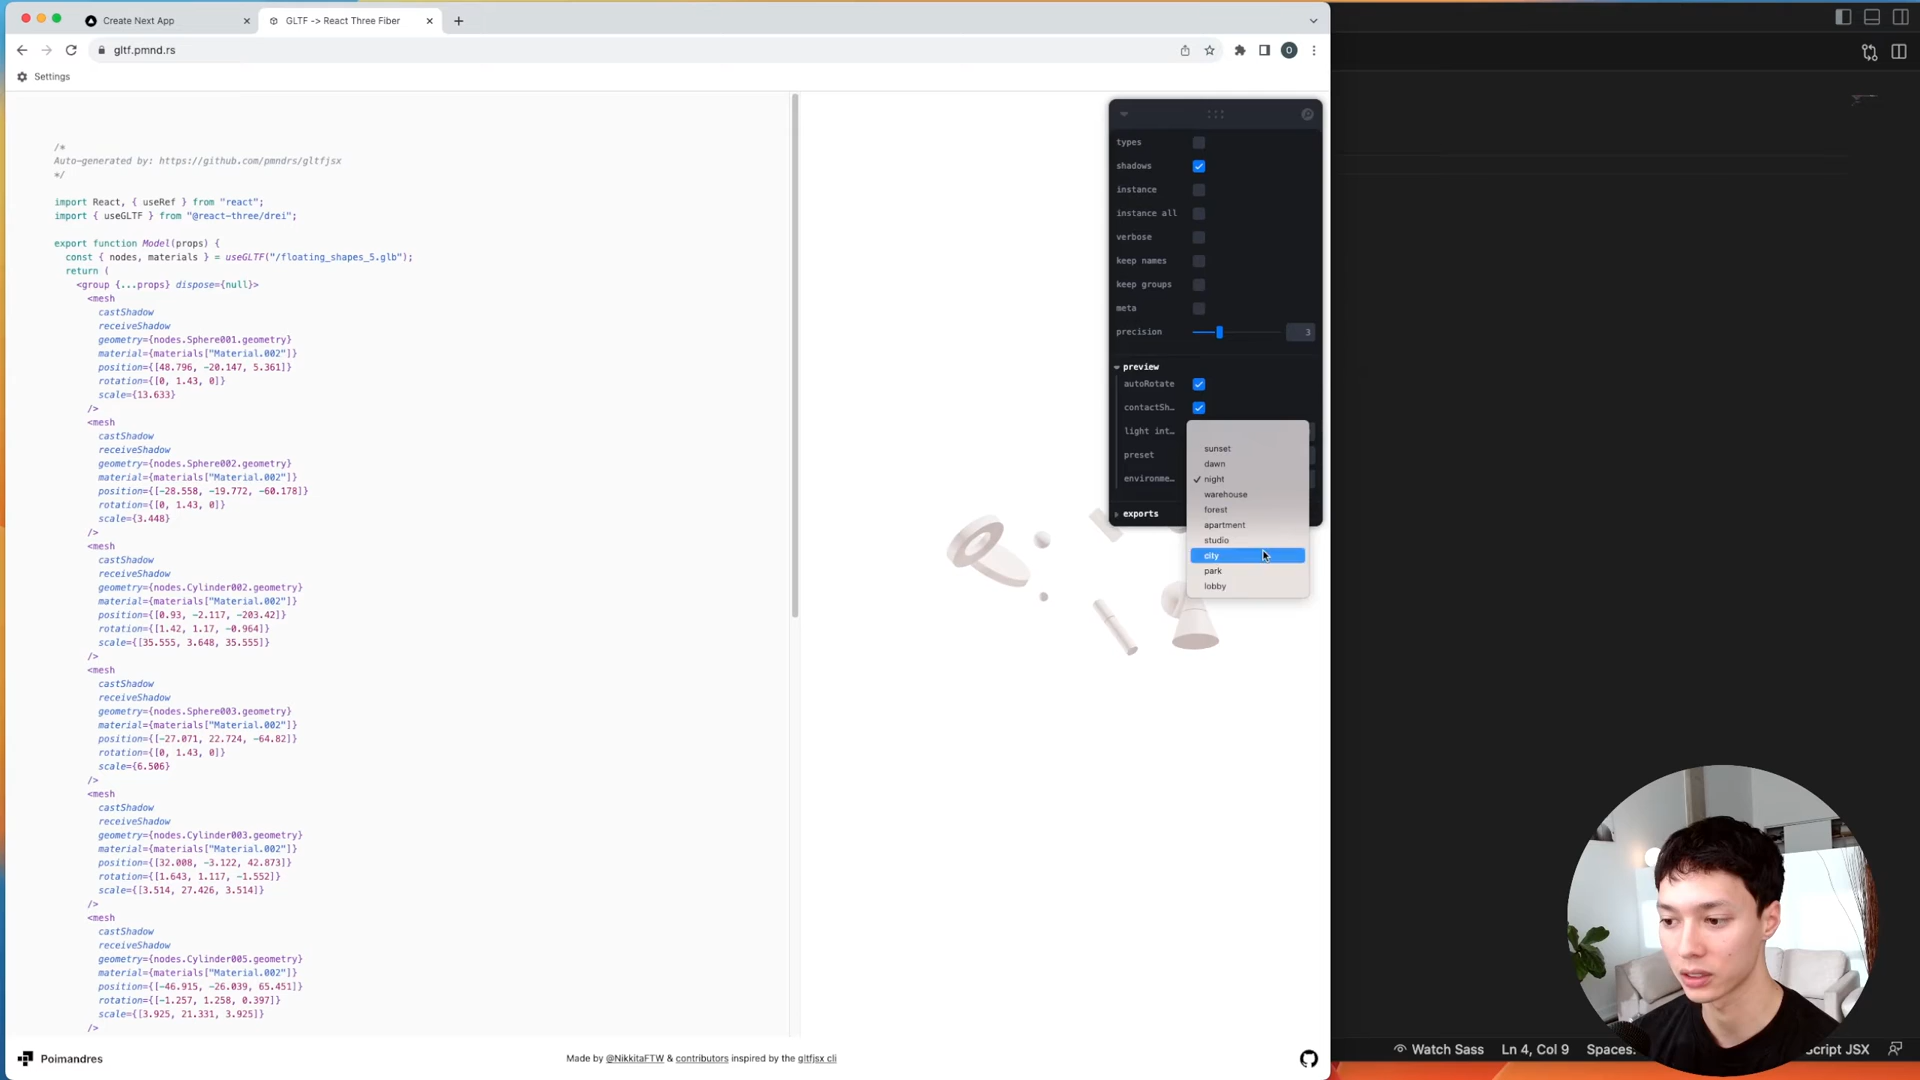 Create Next App
GLTF -> React Three Fiber
gltf.pmnd.rs
O
Settings
/*
Auto-generated by: https://github.com/pmndrs/gltfjsx
*/
import React, { useRef } from "react";
import { useGLTF } from "@react-three/drei";
export function Model(props) {
const { nodes, materials } = useGLTF("/floating_shapes_5.glb");
return (
<group {...props} dispose={null}>
<mesh
castShadow
receiveShadow
geometry={nodes.Sphere001.geometry}
material={materials["Material.002"]}
position={[48.796, -20.147, 5.361]}
rotation={[0, 1.43, 0]}
scale={13.633}
/>
<mesh
castShadow
receiveShadow
geometry={nodes.Sphere002.geometry}
material={materials["Material.002"]}
position={[-28.558, -19.772, -60.178]}
rotation={[0, 1.43, 0]}
scale={3.448}
/>
<mesh
castShadow
receiveShadow
geometry={nodes.Cylinder002.geometry}
material={materials["Material.002"]}
position={[0.93, -2.117, -203.42]}
rotation={[1.42, 1.17, -0.964]}
scale={[35.555, 3.648, 35.555]}
/>
<mesh
castShadow
receiveShadow
geometry={nodes.Sphere003.geometry}
material={materials["Material.002"]}
position={[-27.071, 22.724, -64.82]}
rotation={[0, 1.43, 0]}
scale={6.506}
/>
<mesh
castShadow
receiveShadow
geometry={nodes.Cylinder003.geometry}
material={materials["Material.002"]}
position={[32.008, -3.122, 42.873]}
rotation={[1.643, 1.117, -1.552]}
scale={[3.514, 27.426, 3.514]}
/>
<mesh
castShadow
receiveShadow
geometry={nodes.Cylinder005.geometry}
material={materials["Material.002"]}
position={[-46.915, -26.039, 65.451]}
rotation={[-1.257, 1.258, 0.397]}
scale={[3.925, 21.331, 3.925]}
/>
types
shadows
instance
instance all
verbose
keep names
keep groups
meta
precision 3
preview
autoRotate
contactSh...
light int...
preset
environme...
exports
sunset
dawn
night
warehouse
forest
apartment
studio
city
park
lobby
Poimandres
Made by @NikkitaFTW & contributors inspired by the gltfjsx cli
Watch Sass Ln 4, Col 9 Spaces: Script JSX